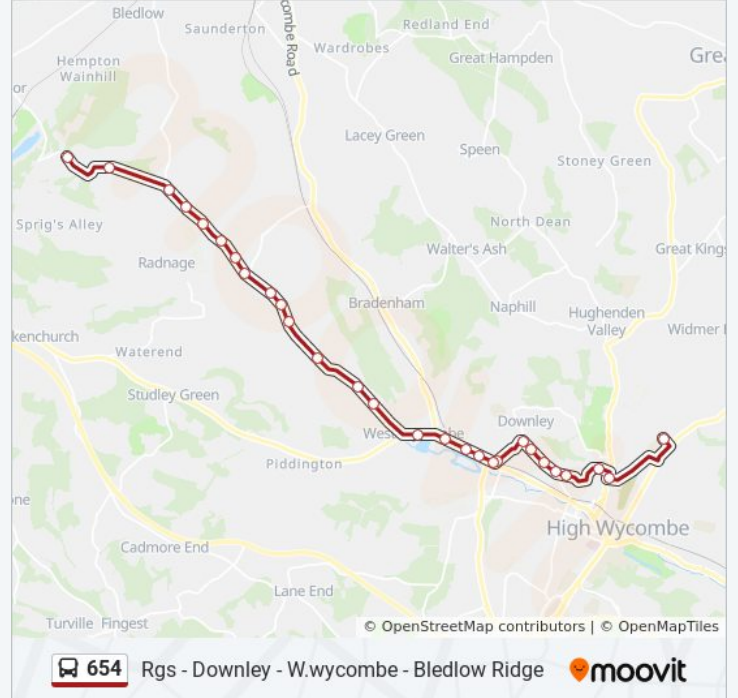 Bledlow
Saunderton
combe Road
Redland End
Wardrobes
Great Hampden
Hempton
Wainhill
Lacey Green
Speen
Stoney Green
Sprig's Alley
North Dean
Radnage
Walter's Ash
Great King
Bradenham
Naphill
Hughenden
Valley
Widmer
kenchurch
Waterend
Studley Green
Downley
Piddington
High Wycombe
Cadmore End
Lane End
Turville
Fingest
© OpenStreetMap contributors | © OpenMapTiles
654
Rgs - Downley - W.wycombe - Bledlow Ridge
moovit